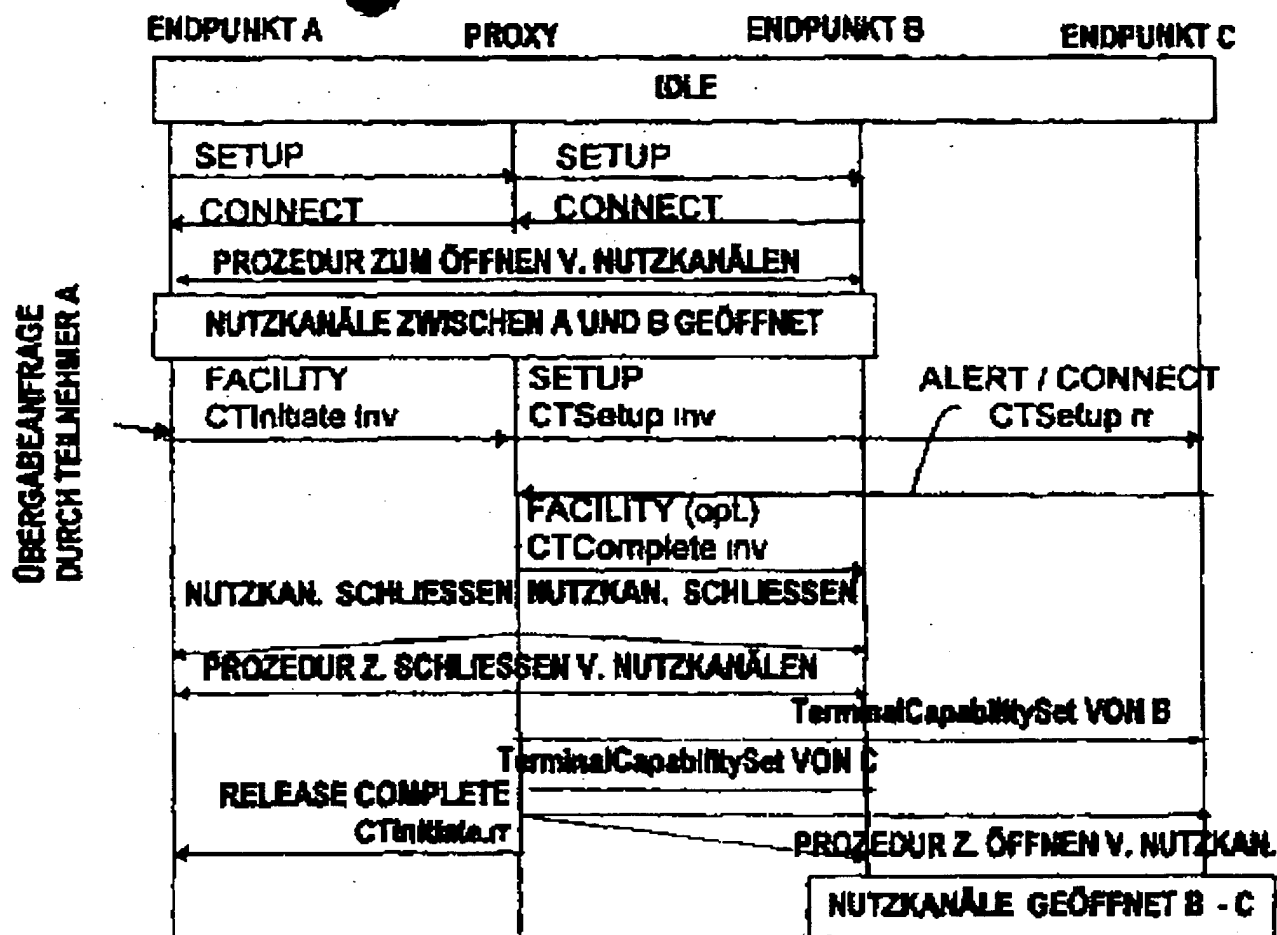 ENDPUNKT A PROXY ENDPUNKT B ENDPUNKT C
IDLE
SETUP SETUP
CONNECT CONNECT
PROZEDUR ZUM ÖFFNEN V. NUTZKANÄLEN
NUTZKANÄLE ZWISCHEN A UND B GEÖFFNET
ÜBERGABEANFRAGE
DURCH TEILNEHMER A
FACILITY SETUP ALERT / CONNECT
CTInitiate inv CTSetup inv CTSetup rr
FACILITY (opt.)
CTComplete inv
NUTZKAN. SCHLIESSEN NUTZKAN. SCHLIESSEN
PROZEDUR Z. SCHLIESSEN V. NUTZKANÄLEN
TerminalCapabilitySet VON B
TerminalCapabilitySet VON C
RELEASE COMPLETE
CTInitiate.rr
PROZEDUR Z. ÖFFNEN V. NUTZKAN.
NUTZKANÄLE GEÖFFNET B - C